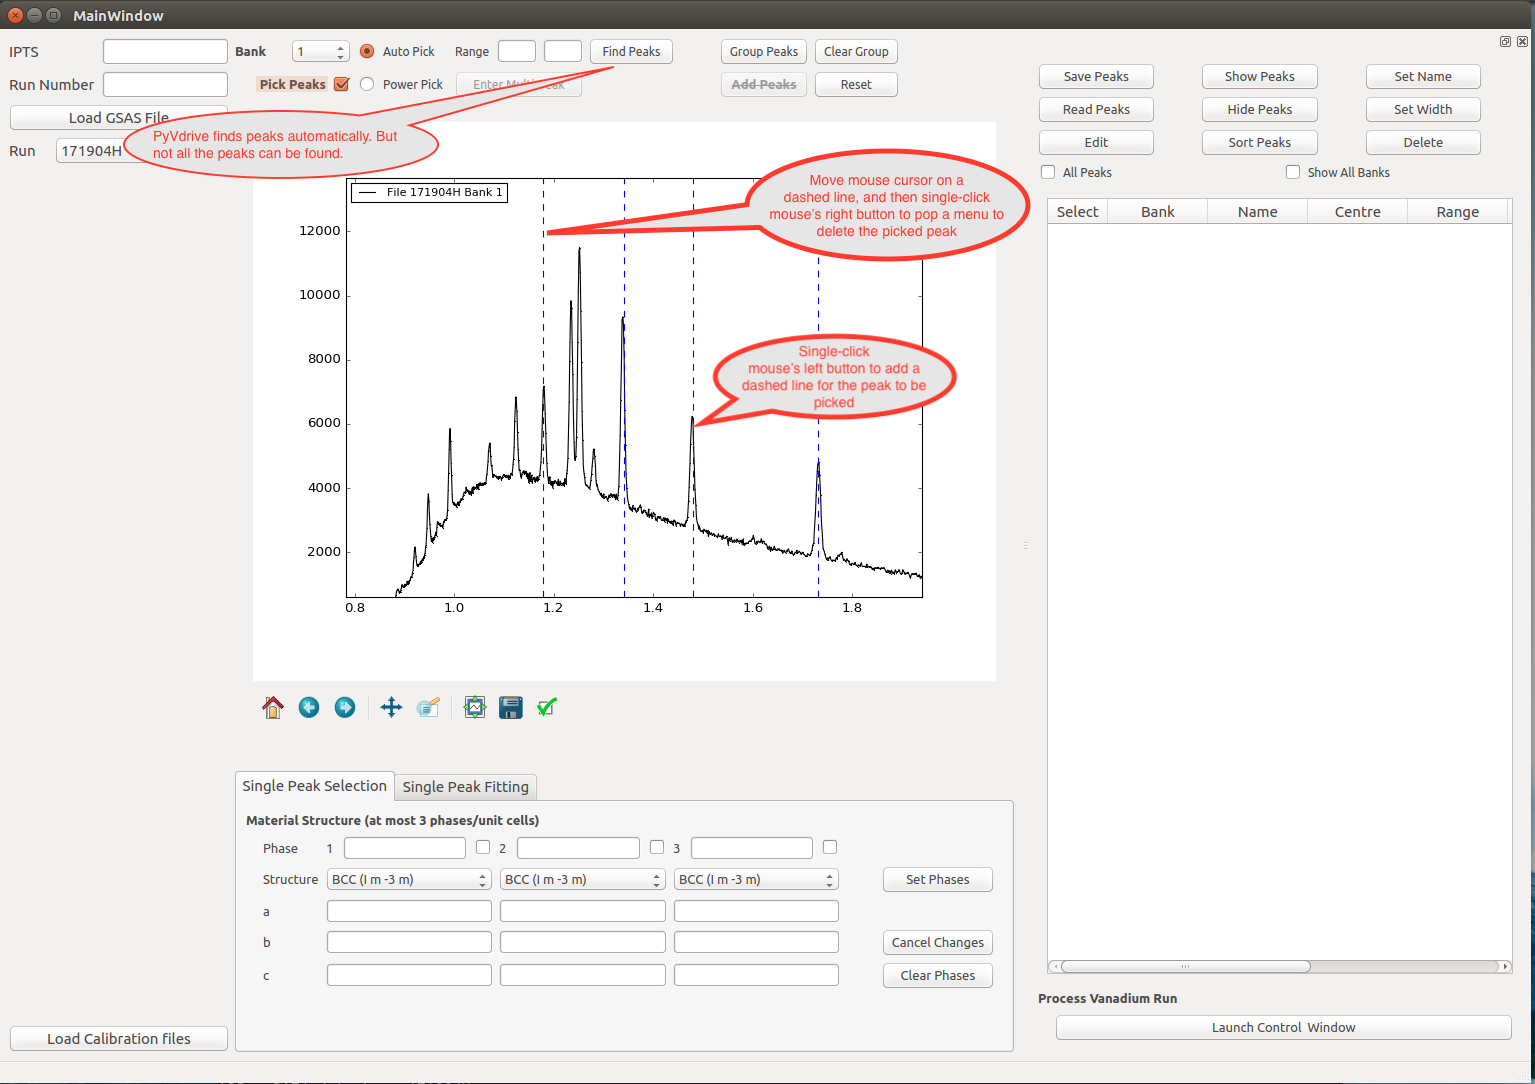 MainWindow
IPTS
Bank
1
Auto Pick
Range
Find Peaks
Group Peaks
Clear Group
Run Number
Pick Peaks
Power Pick
Add Peaks
Reset
Load GSAS File
Run
171904H
PyVdrive finds peaks automatically. But
not all the peaks can be found.
File 171904H Bank 1
Move mouse cursor on a
dashed line, and then single-click
mouse's right button to pop a menu to
delete the picked peak
Single-click
mouse's left button to add a
dashed line for the peak to be
picked
12000
10000
8000
6000
4000
2000
0.8 1.0 1.2 1.4 1.6 1.8
Save Peaks
Show Peaks
Set Name
Read Peaks
Hide Peaks
Set Width
Edit
Sort Peaks
Delete
All Peaks
Show All Banks
Select Bank Name Centre Range
Single Peak Selection
Single Peak Fitting
Material Structure (at most 3 phases/unit cells)
Phase 1 2 3
Structure BCC (I m -3 m) BCC (I m -3 m) BCC (I m -3 m)
Set Phases
a
b
Cancel Changes
c
Clear Phases
Load Calibration files
Process Vanadium Run
Launch Control Window